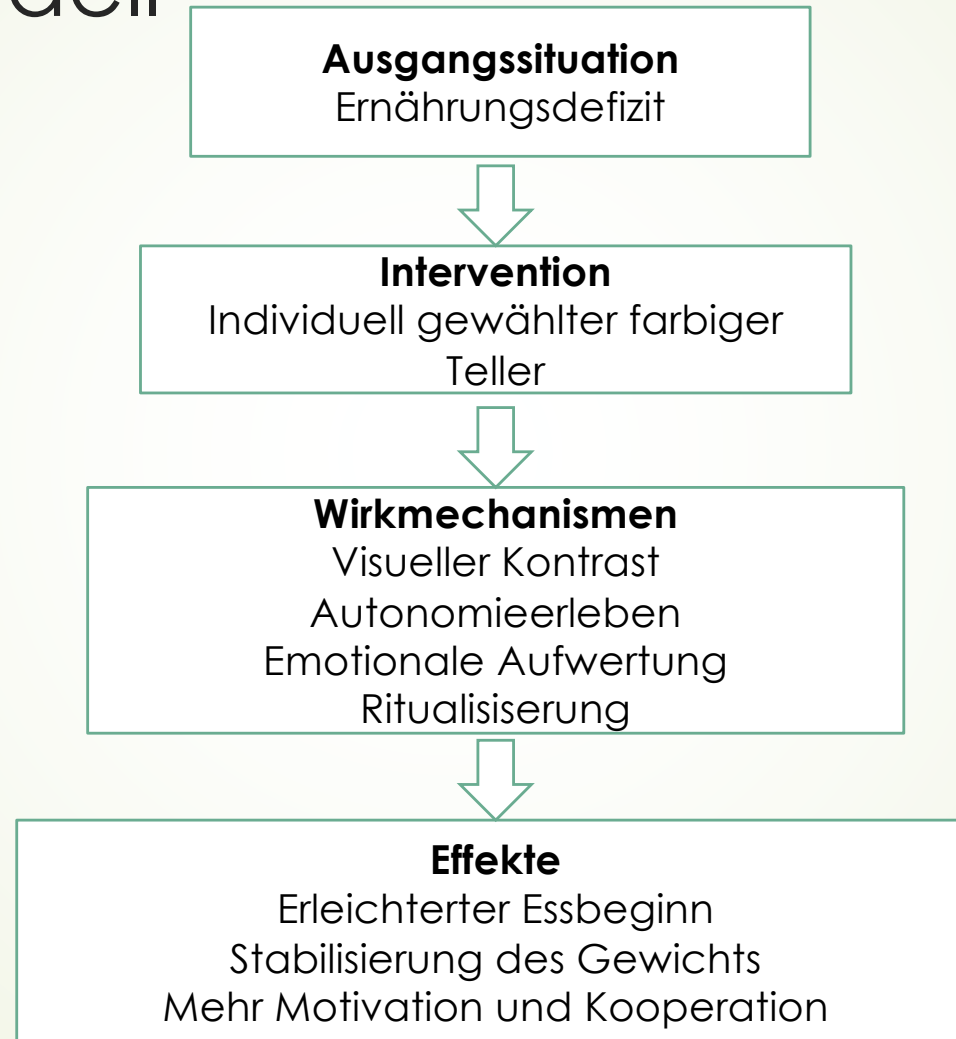 dell
Ausgangssituation
Ernährungsdefizit
Intervention
Individuell gewählter farbiger
Teller
Wirkmechanismen
Visueller Kontrast
Autonomieerleben
Emotionale Aufwertung
Ritualisiserung
Effekte
Erleichterter Essbeginn
Stabilisierung des Gewichts
Mehr Motivation und Kooperation